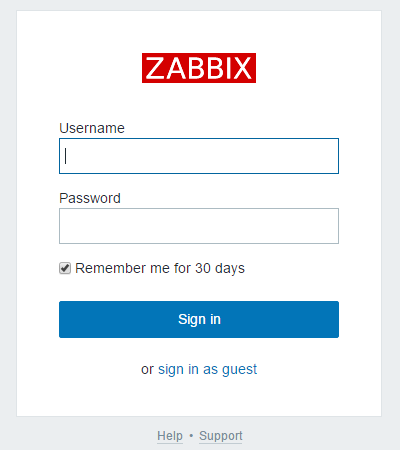 ZABBIX
Username
Password
Remember me for 30 days
Sign in
or sign in as guest
Help • Support